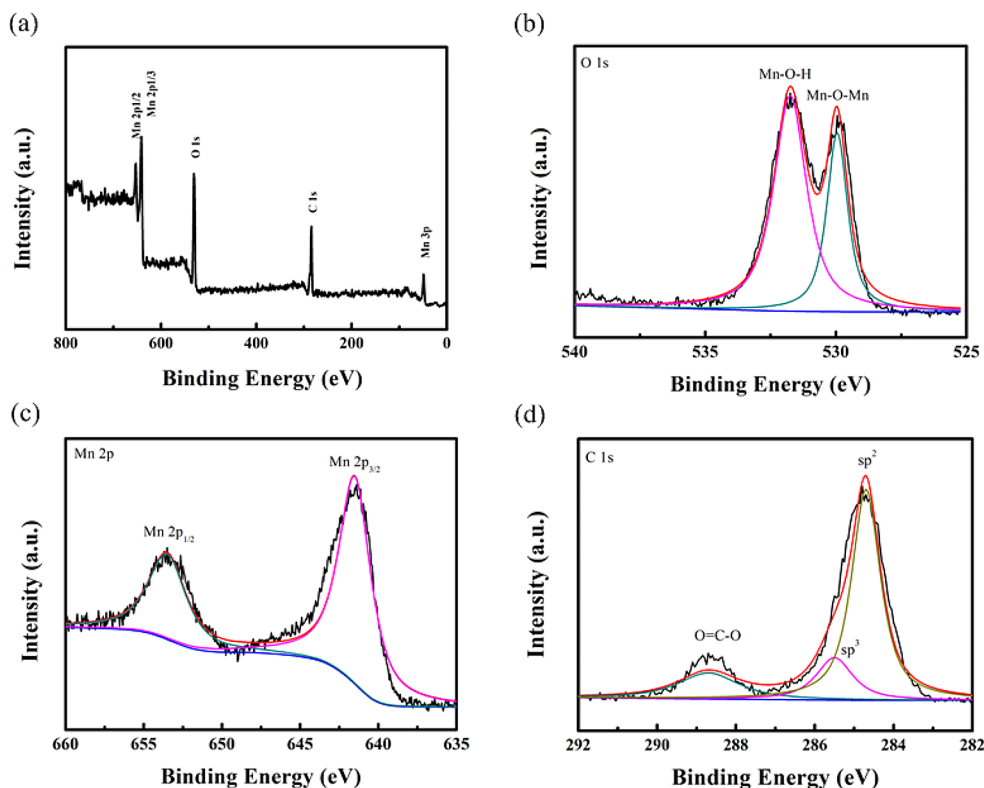 (a)
Mn 2p1/2
Mn 2p1/3
O 1s
C 1s
Mn 3p
Intensity (a.u.)
800 600 400 200 0
Binding Energy (eV)
(b)
O 1s
Mn-O-H
Mn-O-Mn
Intensity (a.u.)
540 535 530 525
Binding Energy (eV)
(c)
Mn 2p
Mn 2p3/2
Mn 2p1/2
Intensity (a.u.)
660 655 650 645 640 635
Binding Energy (eV)
(d)
C 1s
sp2
O=C-O
sp3
Intensity (a.u.)
292 290 288 286 284 282
Binding Energy (eV)